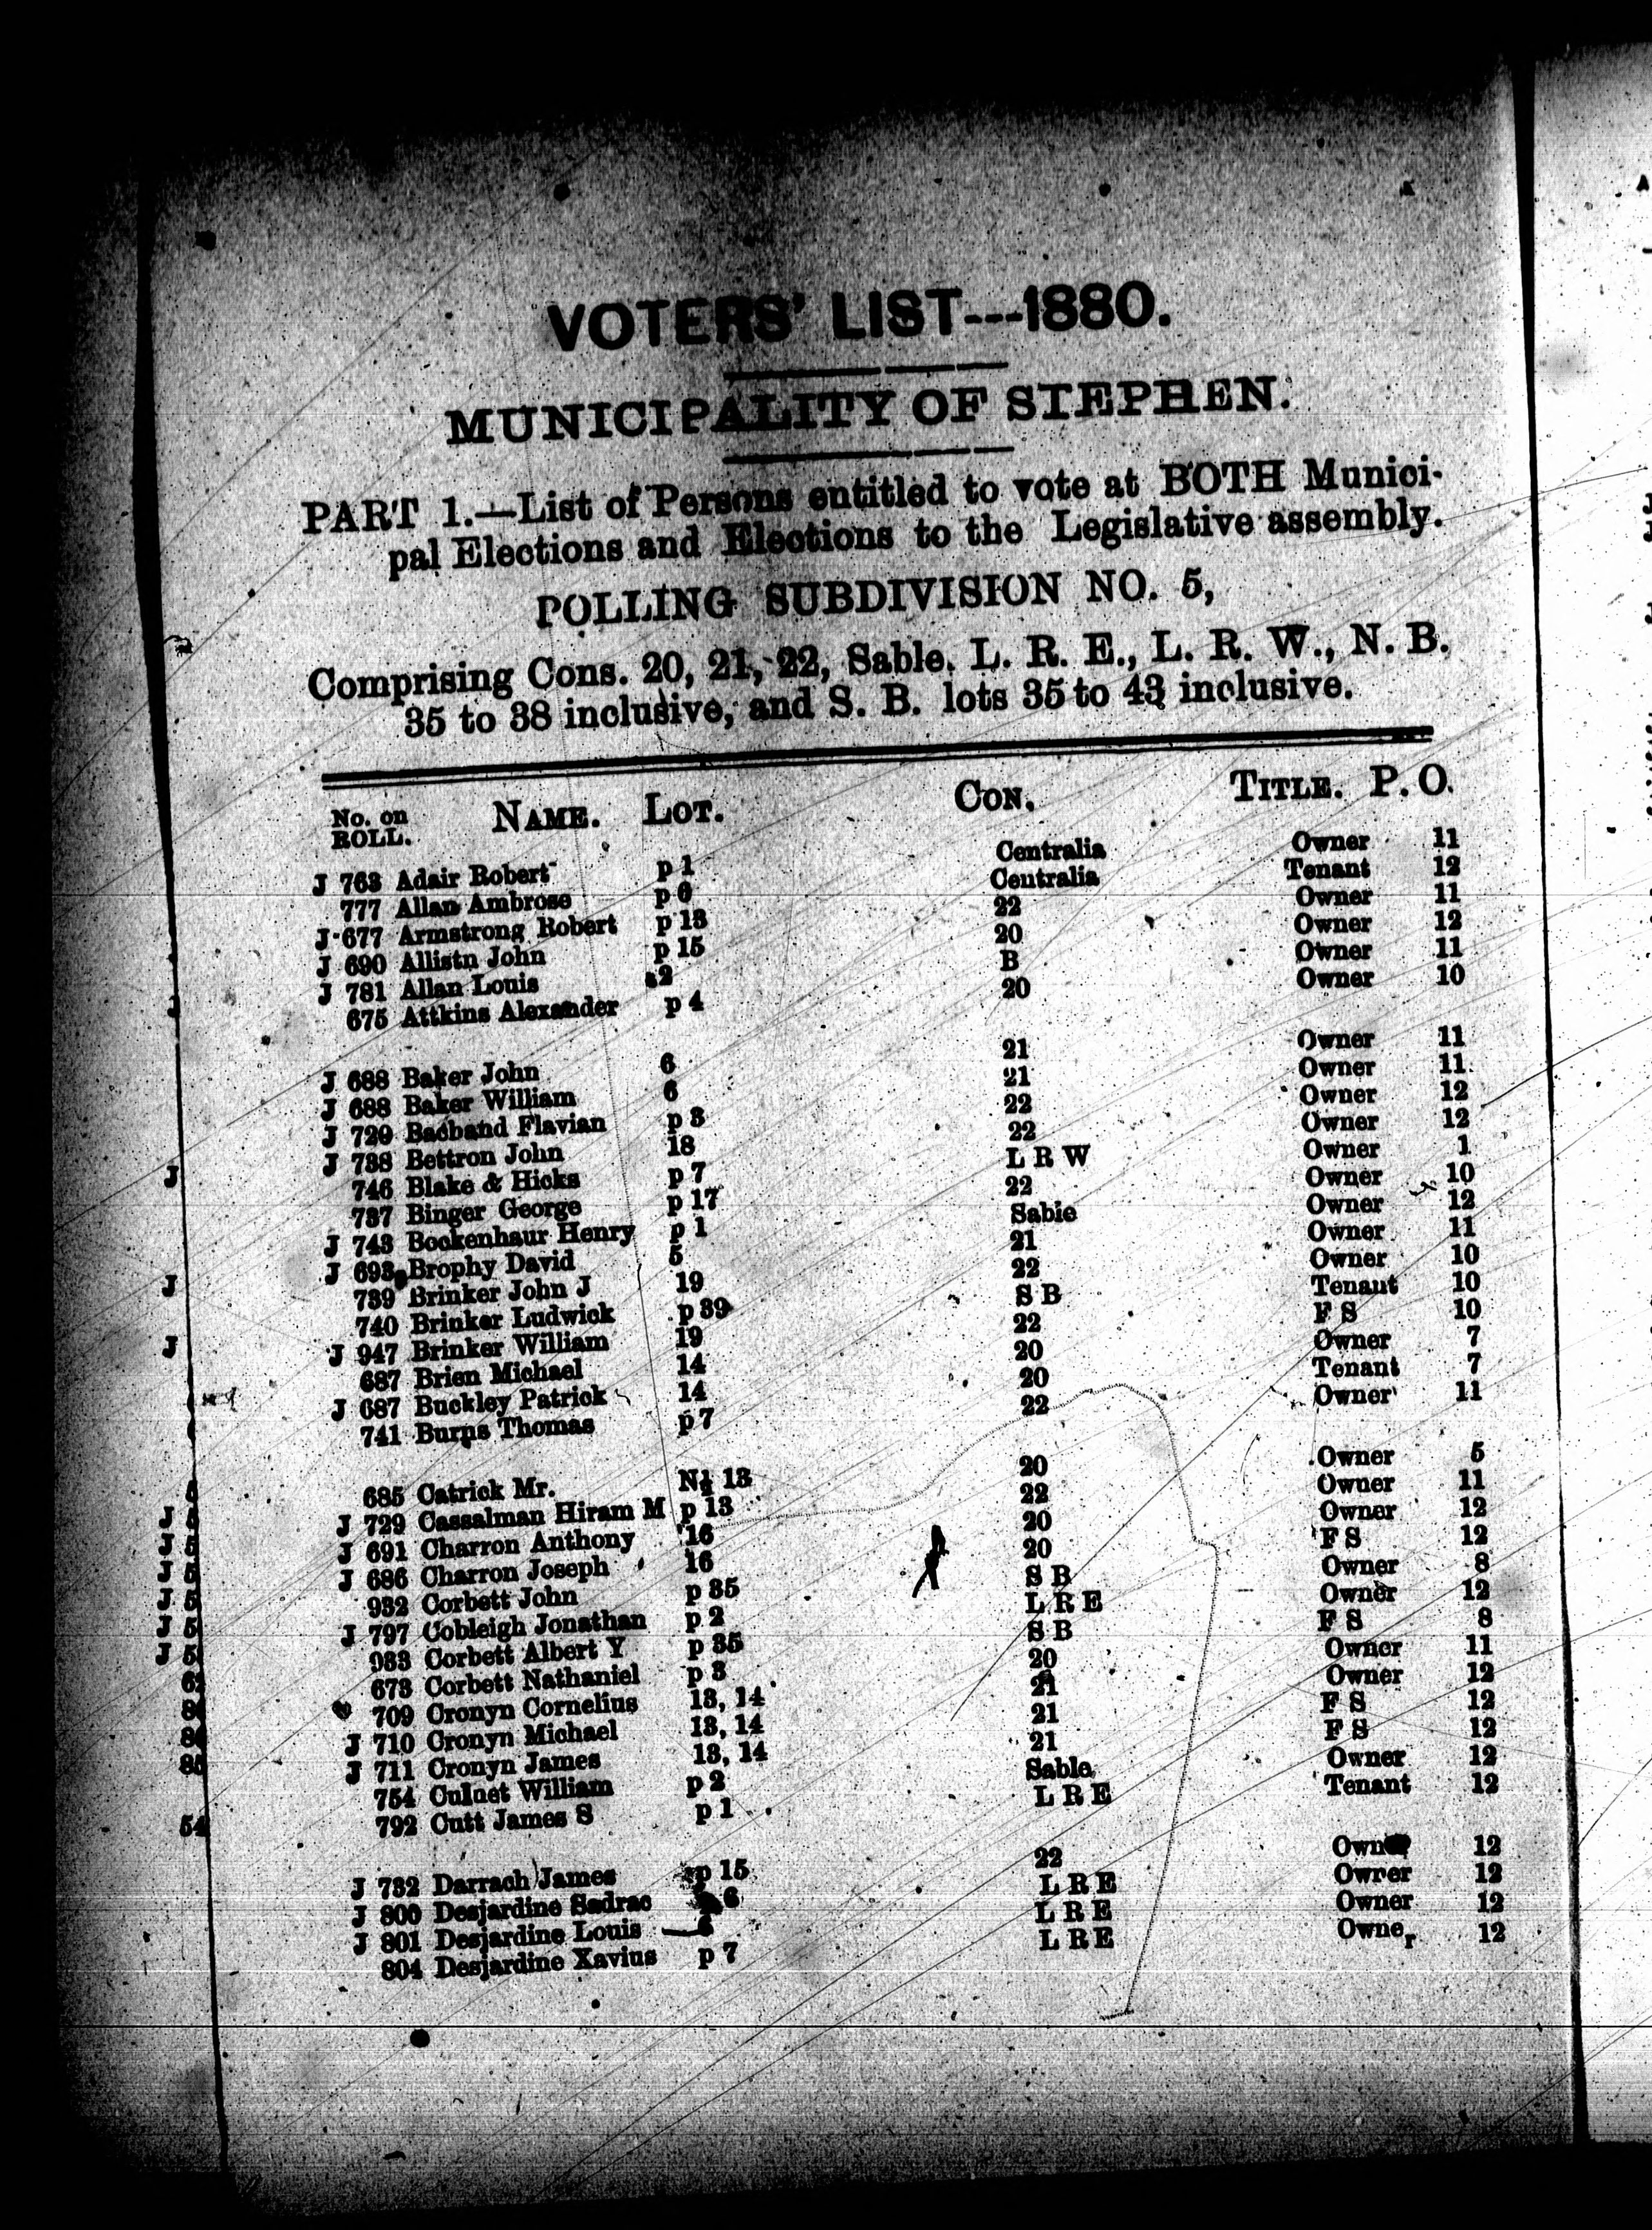 VOTERS' LIST---1880.
MUNICIPALITY OF STEPHEN.
PART 1.—List of Persons entitled to vote at BOTH Munici-
pal Elections and Elections to the Legislative assembly.
POLLING SUBDIVISION NO. 5,
Comprising Cons. 20, 21, 22, Sable, L. R. E., L. R. W., N. B.
35 to 38 inclusive, and S. B. lots 35 to 43 inclusive.
No. on ROLL. NAME. LOT. CON. TITLE. P. O.
J 763 Adair Robert p 1 Centralia Owner 11
777 Allan Ambrose p 6 Centralia Tenant 12
J 677 Armstrong Robert p 13 22 Owner 11
J 690 Allistn John p 15 20 Owner 12
J 781 Allan Louis 2 B Owner 11
675 Attkins Alexander p 4 20 Owner 10
J 688 Baker John 6 21 Owner 11
J 688 Baker William 6 21 Owner 11
J 720 Badband Flavian p 3 22 Owner 12
J 738 Bettron John 18 22 Owner 12
746 Blake & Hicks p 7 L R W Owner 1
737 Binger George p 17 22 Owner 10
J 743 Bockenhaur Henry p 1 Sable Owner 12
J 693 Brophy David 5 21 Owner 11
739 Brinker John J 19 22 Owner 10
740 Brinker Ludwick p 39 S B Tenant 10
J 947 Brinker William 19 22 F S 10
687 Brien Michael 14 20 Owner 7
J 687 Buckley Patrick 14 20 Tenant 7
741 Burns Thomas p 7 22 Owner 11
685 Catrick Mr. N½ 13 20 Owner 5
J 729 Cassalman Hiram M p 13 22 Owner 11
J 691 Charron Anthony 16 20 Owner 12
J 686 Charron Joseph 16 20 F S 12
932 Corbett John p 35 S B Owner 8
J 797 Cobleigh Jonathan p 2 L R E Owner 12
933 Corbett Albert Y p 35 S B F S 8
673 Corbett Nathaniel p 3 20 Owner 11
709 Cronyn Cornelius 13, 14 21 Owner 12
J 710 Cronyn Michael 13, 14 21 F S 12
J 711 Cronyn James 13, 14 21 F S 12
754 Culnet William p 2 Sable Owner 12
792 Cutt James S p 1 L R E Tenant 12
J 732 Darrach James p 15 22 Owner 12
J 800 Desjardine Sadrac 6 L R E Owner 12
J 801 Desjardine Louis L R E Owner 12
804 Desjardine Xavius p 7 L R E Owner 12